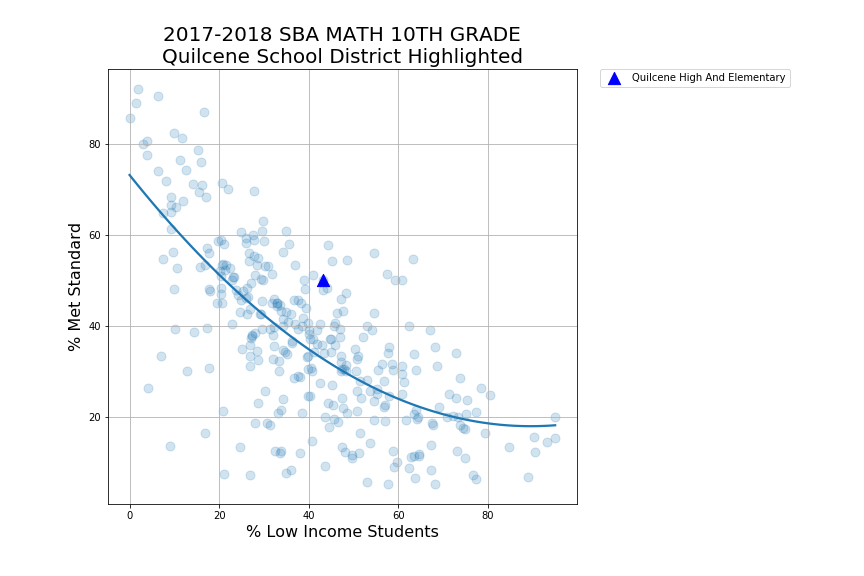 2017-2018 SBA MATH 10TH GRADE
Quilcene School District Highlighted
Quilcene High And Elementary
% Met Standard
80
60
40
20
0 20 40 60 80
% Low Income Students